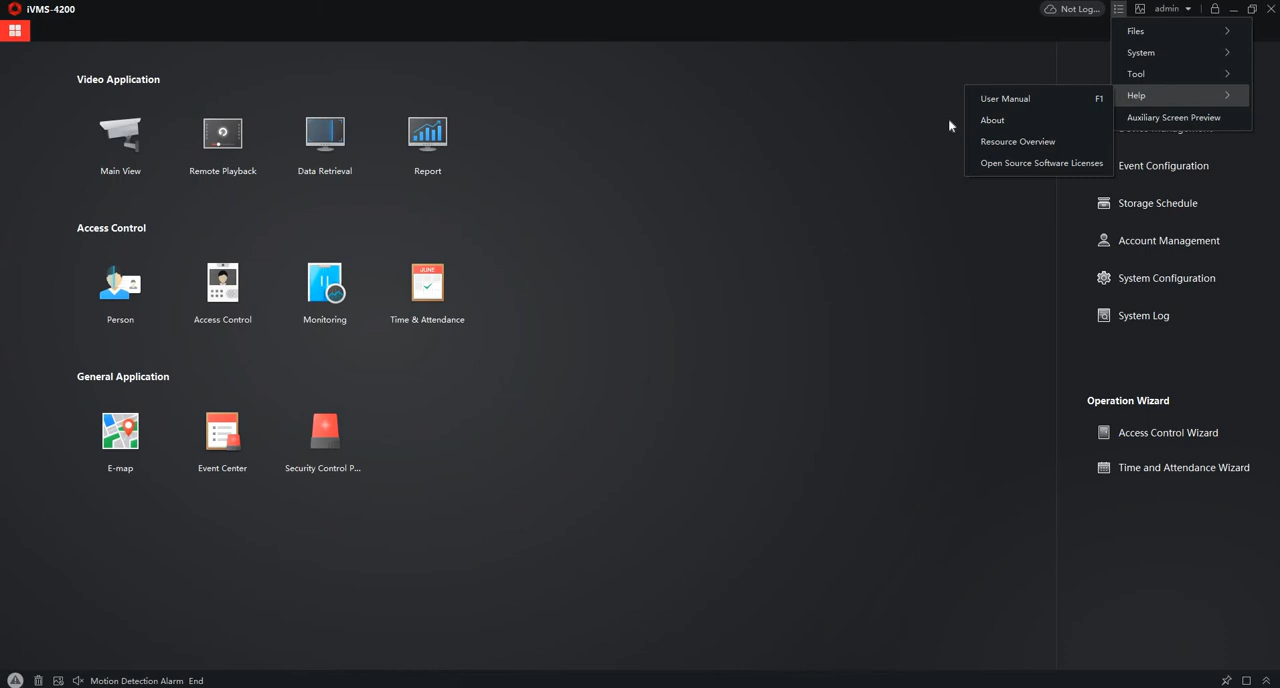 iVMS-4200
Not Log...
admin
Files
System
Tool
Help
Auxiliary Screen Preview
User Manual F1
About
Resource Overview
Open Source Software Licenses
Video Application
Main View
Remote Playback
Data Retrieval
Report
Access Control
Person
Access Control
Monitoring
JUNE
Time & Attendance
General Application
E-map
Event Center
Security Control P...
Event Configuration
Storage Schedule
Account Management
System Configuration
System Log
Operation Wizard
Access Control Wizard
Time and Attendance Wizard
Motion Detection Alarm End